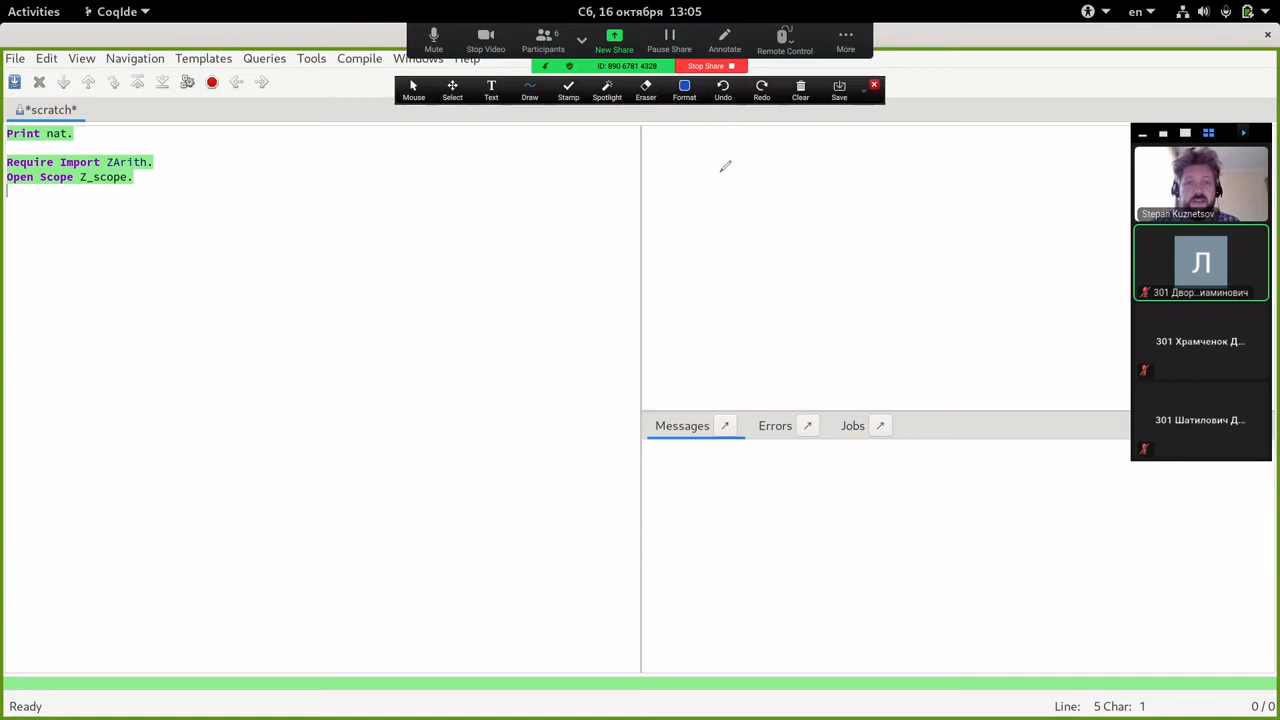 Activities
CoqIde
Сб, 16 октября 13:05
en
Mute
Stop Video
Participants
6
New Share
Pause Share
Annotate
Remote Control
More
File
Edit
View
Navigation
Templates
Queries
Tools
Compile
Windows
Help
ID: 890 6781 4328
Stop Share
Mouse
Select
Text
Draw
Stamp
Spotlight
Eraser
Format
Undo
Redo
Clear
Save
*scratch*
Print nat.
Require Import ZArith.
Open Scope Z_scope.
Stepan Kuznetsov
Л
301 Двор...иаминович
301 Храмченок Д...
301 Шатилович Д...
Messages
Errors
Jobs
Ready
Line: 5 Char: 1
0 / 0